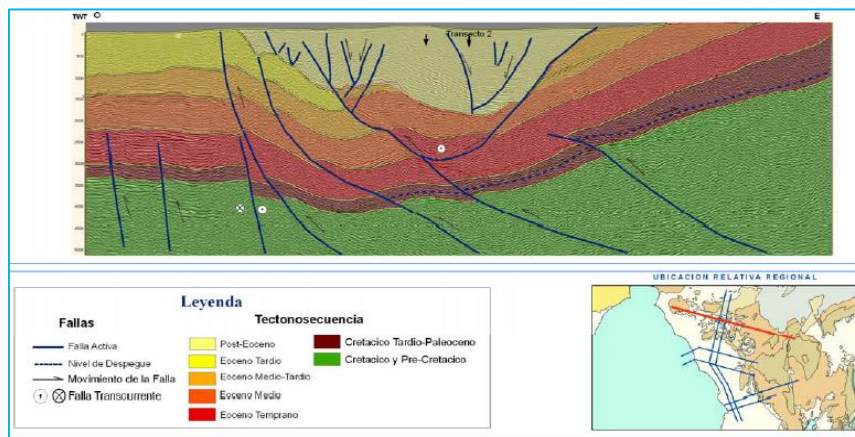 TWT O E
Transecto 2
UBICACION RELATIVA REGIONAL
Leyenda
Fallas
Falla Activa
Nivel de Despegue
Movimiento de la Falla
Falla Transcurrente
Tectonosecuencia
Post-Eoceno
Eoceno Tardio
Eoceno Medio-Tardio
Eoceno Medio
Eoceno Temprano
Cretacico Tardio-Paleoceno
Cretacico y Pre-Cretacico